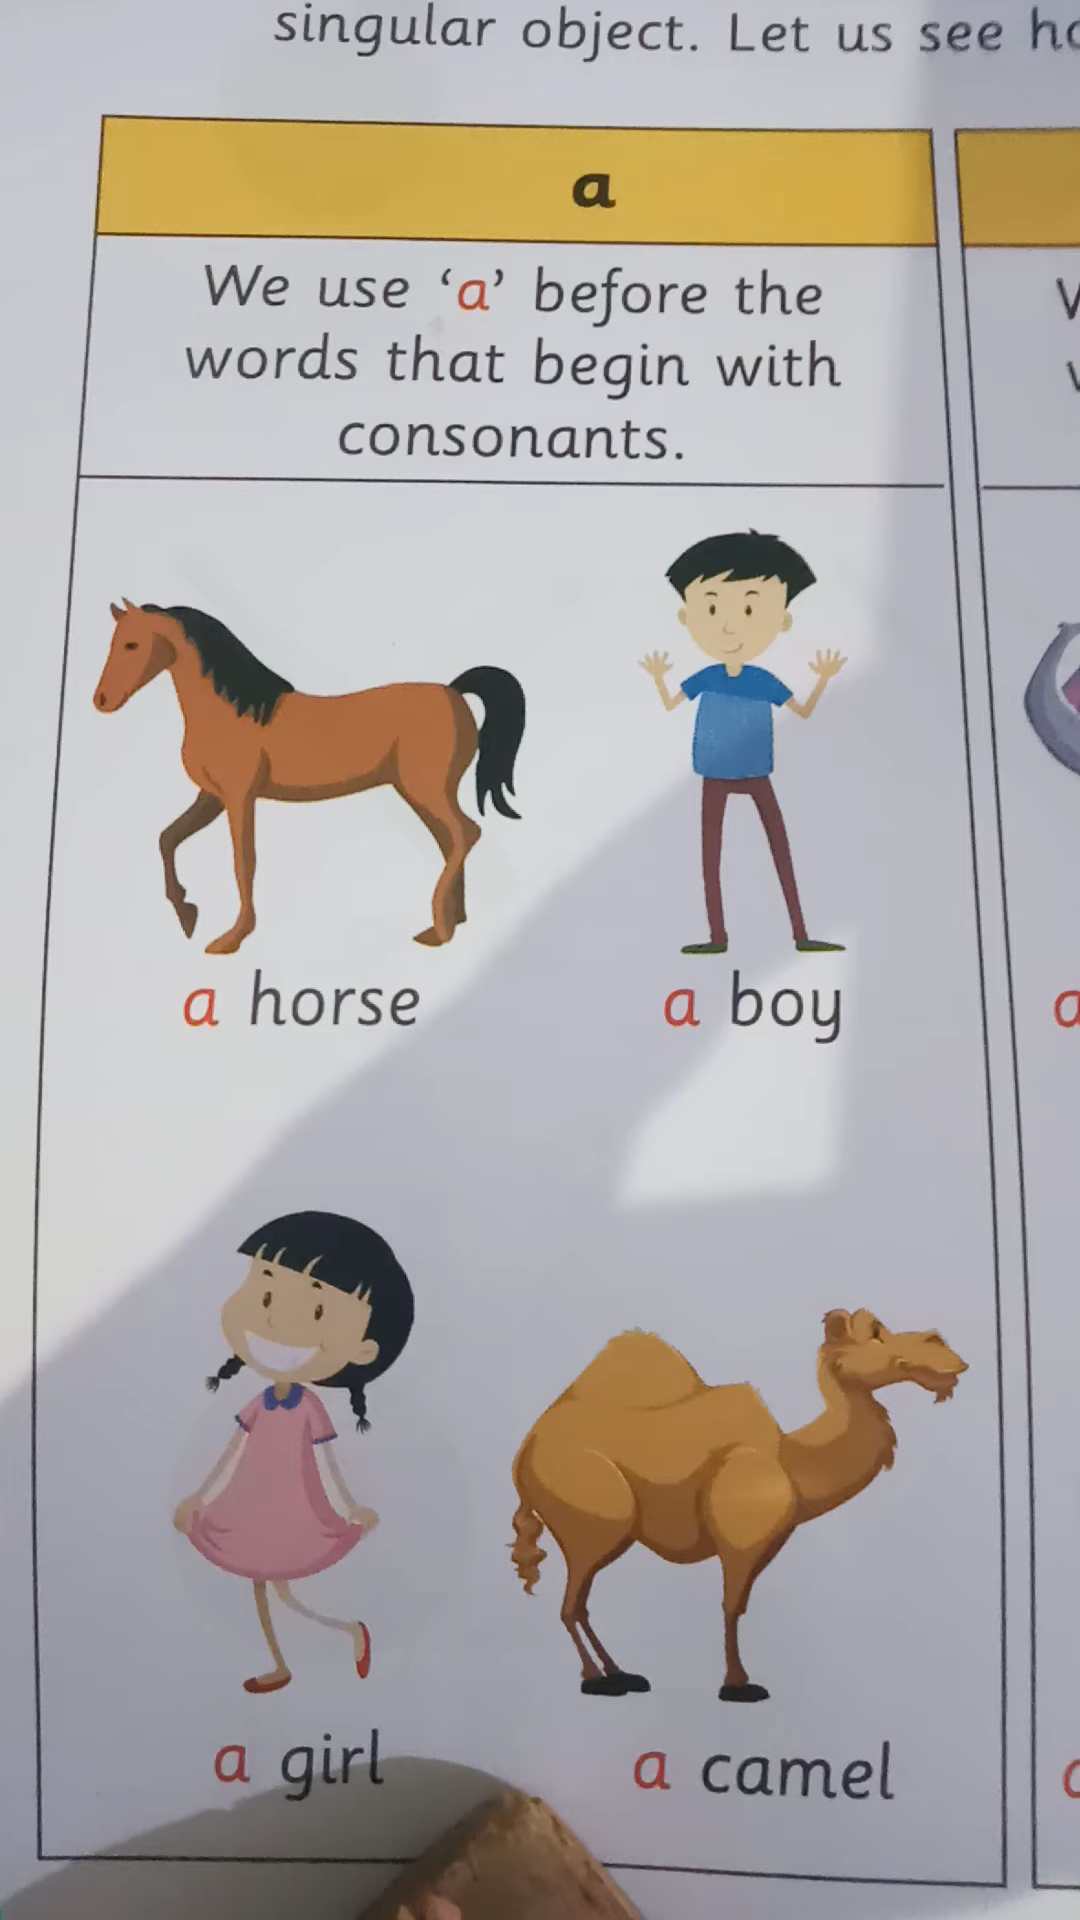 singular object. Let us see
a
We use ‘a’ before the
words that begin with
consonants.
a horse
a boy
a girl
a camel